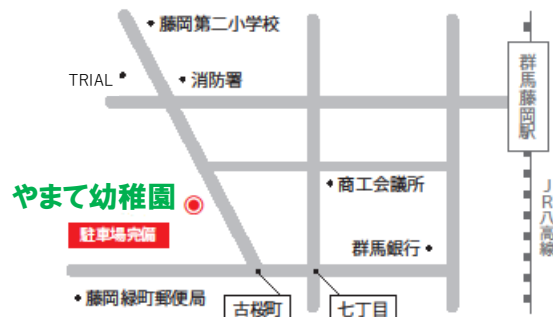 藤岡第二小学校
TRIAL
消防署
群馬藤岡駅
やまて幼稚園
商工会議所
JR八高線
駐車場完備
群馬銀行
藤岡緑町郵便局
古桜町
七丁目